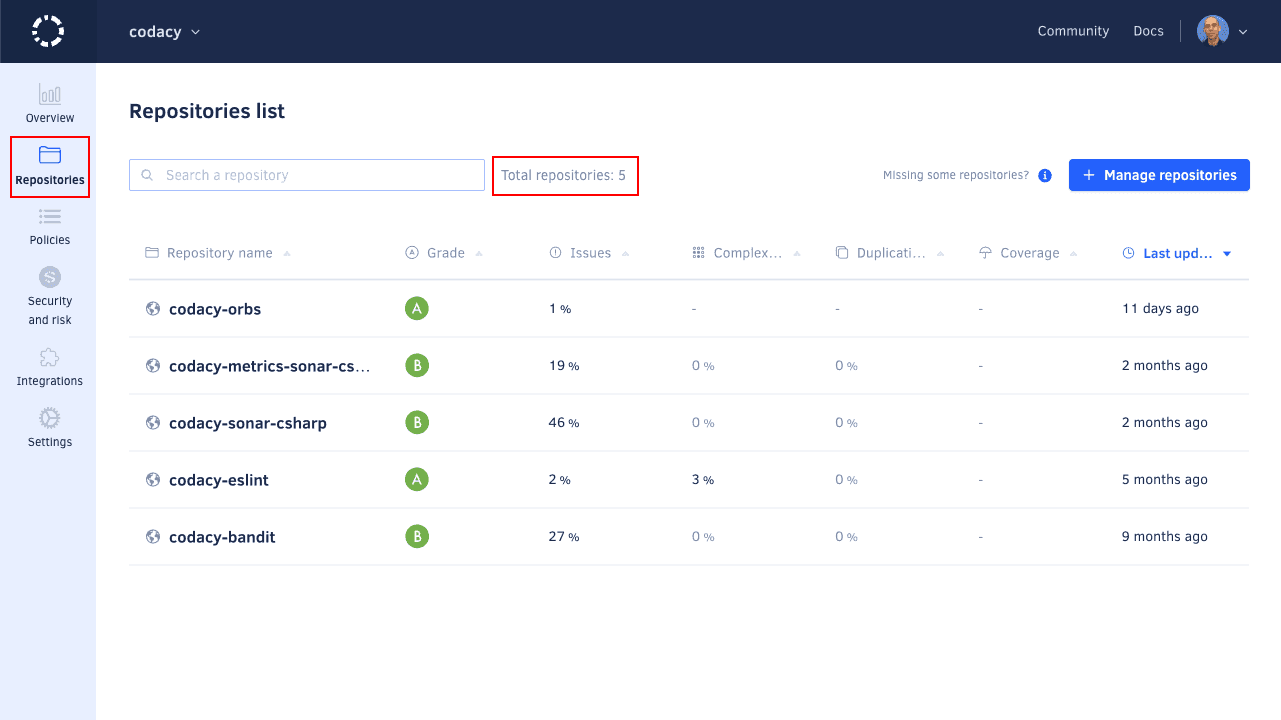 codacy
Community
Docs
Overview
Repositories
Policies
Security
and risk
Integrations
Settings
Repositories list
Search a repository
Total repositories: 5
Missing some repositories?
+ Manage repositories
Repository name Grade Issues Complex... Duplicati... Coverage Last upd...
codacy-orbs A 1 % - - - 11 days ago
codacy-metrics-sonar-cs... B 19 % 0 % 0 % - 2 months ago
codacy-sonar-csharp B 46 % 0 % 0 % - 2 months ago
codacy-eslint A 2 % 3 % 0 % - 5 months ago
codacy-bandit B 27 % 0 % 0 % - 9 months ago